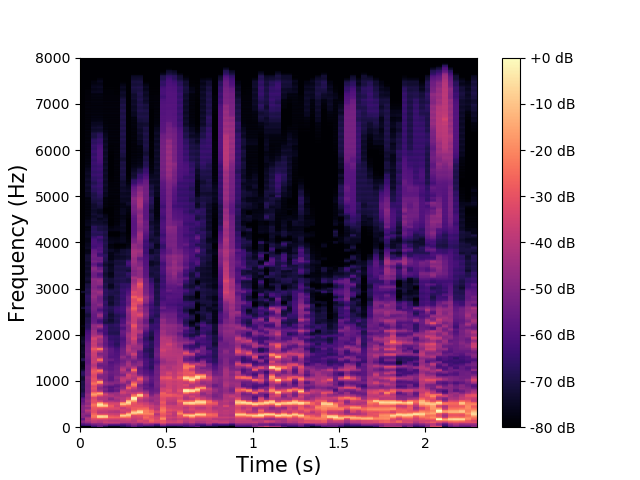 8000
7000
6000
5000
4000
3000
2000
1000
0
Frequency (Hz)
0
0.5
1
1.5
2
Time (s)
+0 dB
-10 dB
-20 dB
-30 dB
-40 dB
-50 dB
-60 dB
-70 dB
-80 dB